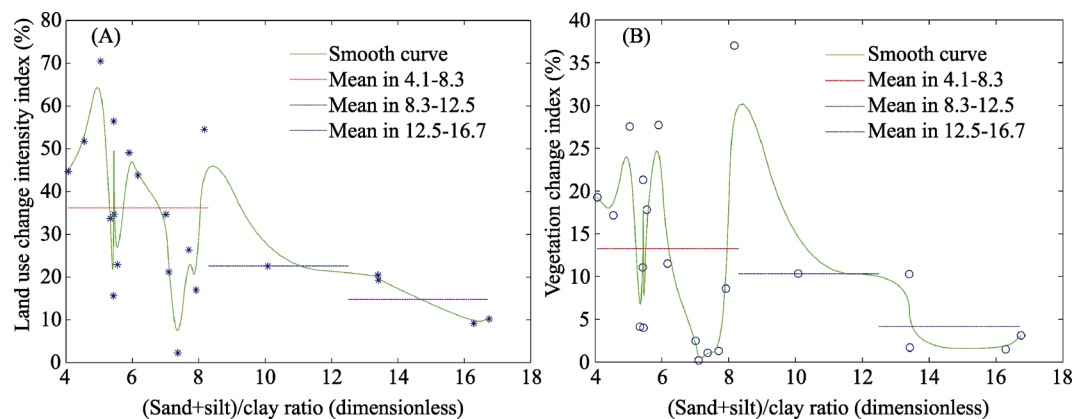 (A)
Land use change intensity index (%)
80
70
60
50
40
30
20
10
0
4
6
8
10
12
14
16
18
(Sand+silt)/clay ratio (dimensionless)
Smooth curve
Mean in 4.1-8.3
Mean in 8.3-12.5
Mean in 12.5-16.7
(B)
Vegetation change index (%)
40
35
30
25
20
15
10
5
0
4
6
8
10
12
14
16
18
(Sand+silt)/clay ratio (dimensionless)
Smooth curve
Mean in 4.1-8.3
Mean in 8.3-12.5
Mean in 12.5-16.7